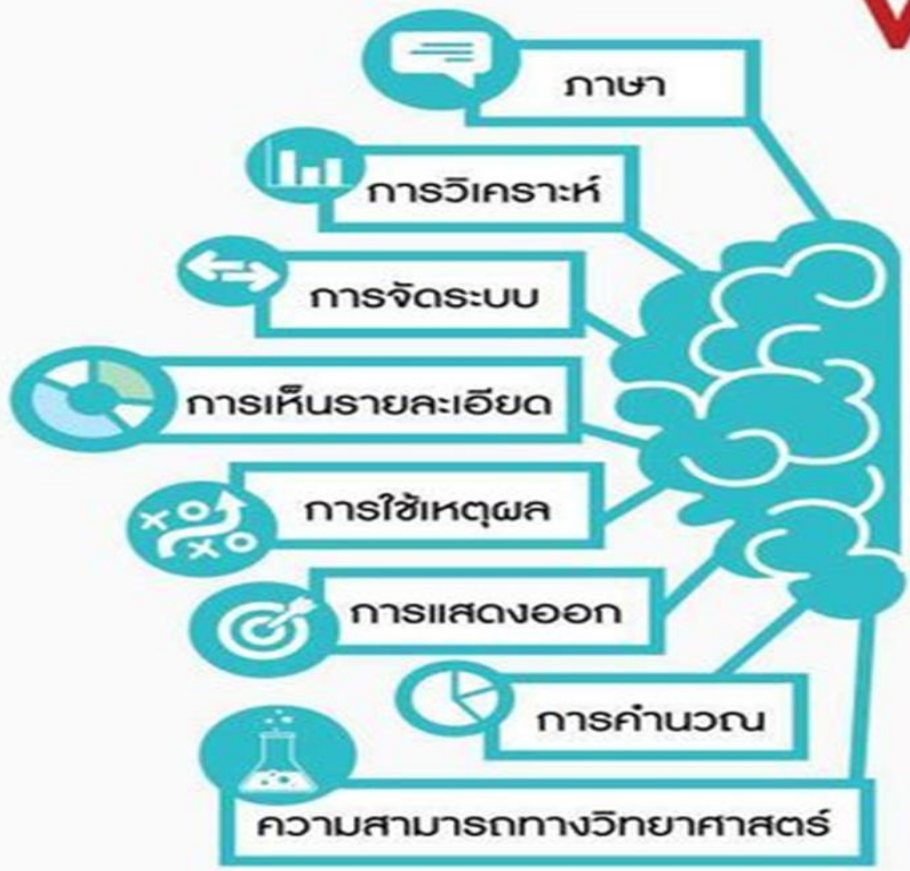 ภาษา
การวิเคราะห์
การจัดระบบ
การเห็นรายละเอียด
การใช้เหตุผล
การแสดงออก
การคำนวณ
ความสามารถทางวิทยาศาสตร์